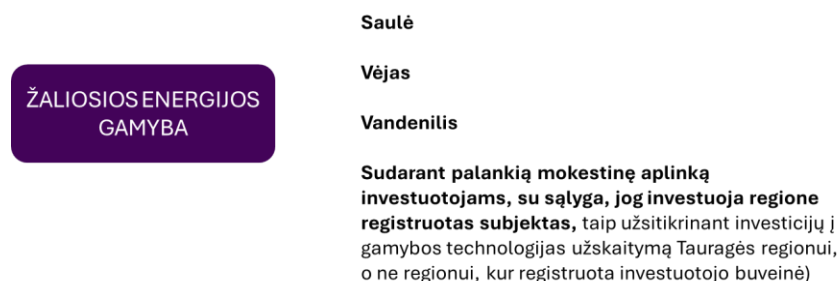 Saulė
Vėjas
ŽALIOSIOS ENERGIJOS
GAMYBA
Vandenilis
Sudarant palankią mokestinę aplinką
investuotojams, su sąlyga, jog investuoja regione
registruotas subjektas, taip užsitikrinant investicijų į
gamybos technologijas užskaitymą Tauragės regionui,
o ne regionui, kur registruota investuotojo buveinė)